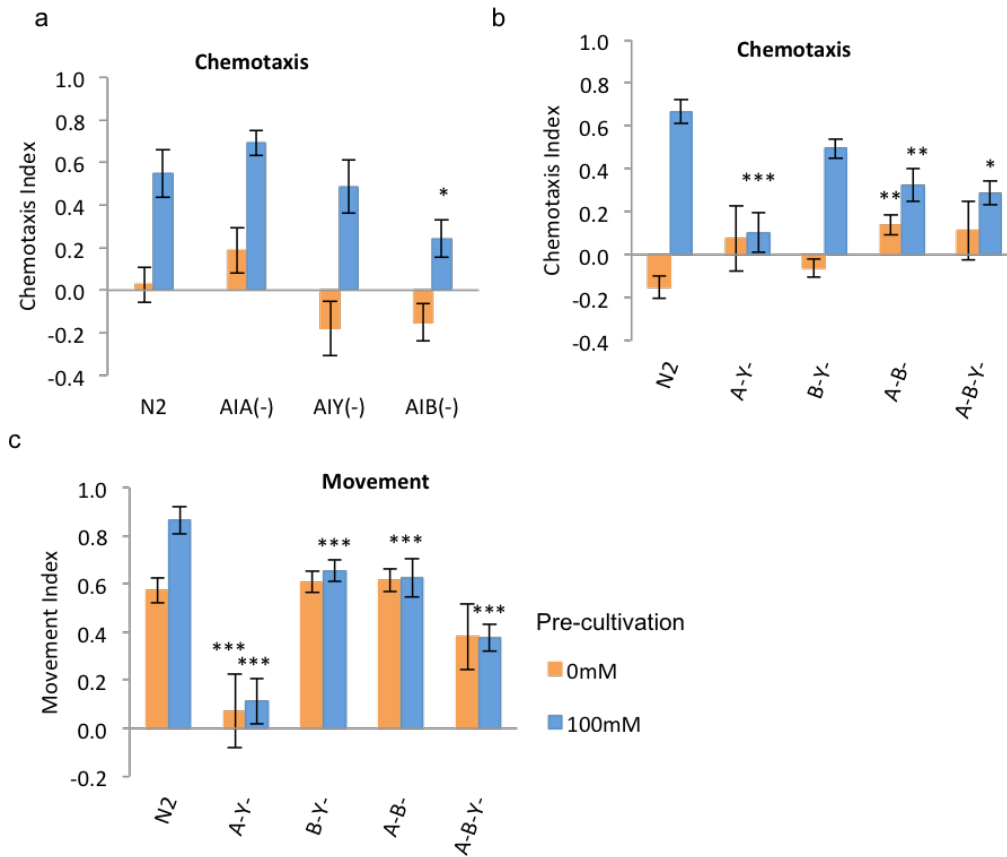 a
Chemotaxis
Chemotaxis Index
1.0
0.8
0.6
0.4
0.2
0.0
-0.2
-0.4
*
N2 AIA(-) AIY(-) AIB(-)
b
Chemotaxis
Chemotaxis Index
1.0
0.8
0.6
0.4
0.2
0.0
-0.2
-0.4
***
**
**
*
N2 A-Y- B-Y- A-B- A-B-Y-
c
Movement
Movement Index
1.0
0.8
0.6
0.4
0.2
0.0
-0.2
***
***
***
***
***
N2 A-Y- B-Y- A-B- A-B-Y-
Pre-cultivation
0mM
100mM